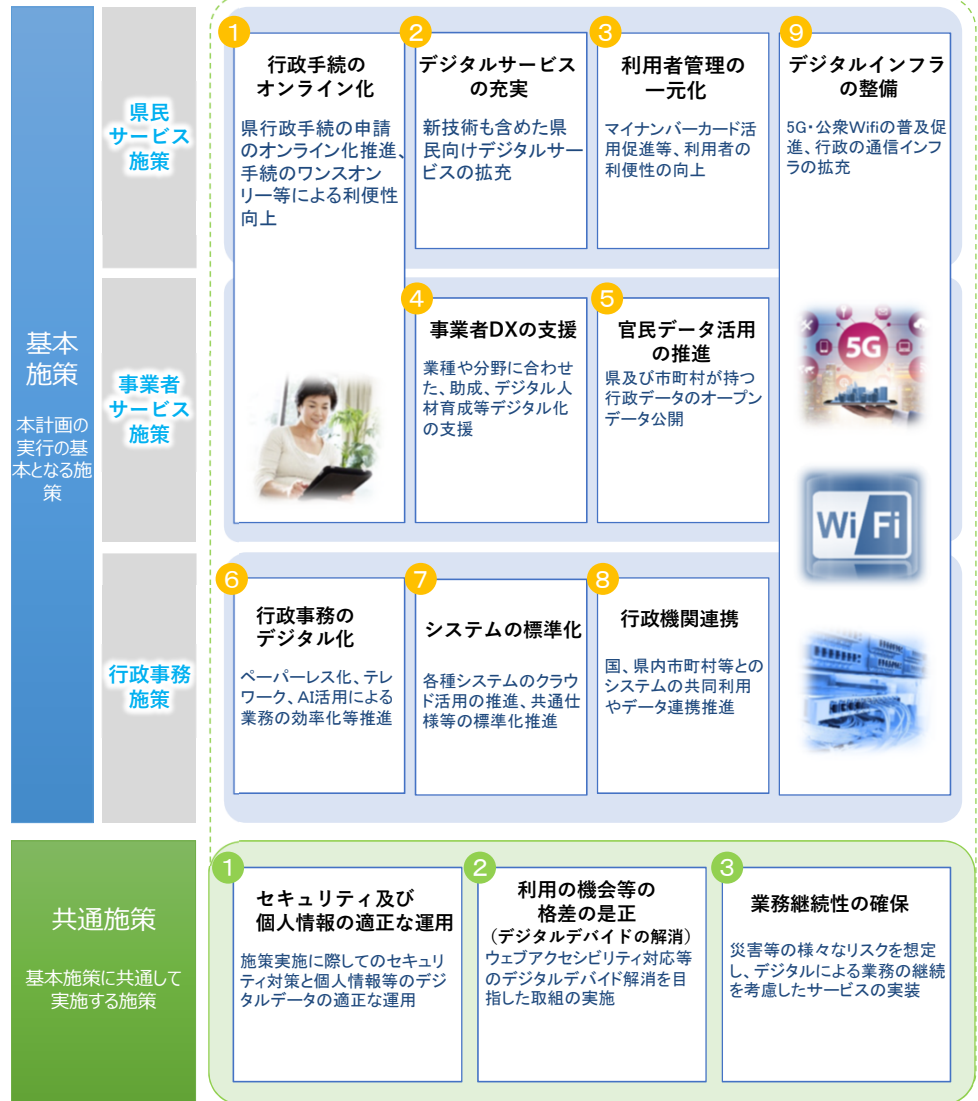 基本
施策
本計画の
実行の基
本となる施
策
県民
サービス
施策
①
行政手続の
オンライン化
県行政手続の申請
のオンライン化推進、
手続のワンスオン
リー等による利便性
向上
②
デジタルサービス
の充実
新技術も含めた県
民向けデジタルサー
ビスの拡充
③
利用者管理の
一元化
マイナンバーカード活
用促進等、利用者の
利便性の向上
⑨
デジタルインフラ
の整備
5G・公衆Wifiの普及促
進、行政の通信インフ
ラの拡充
5G
WiFi
事業者
サービス
施策
④
事業者DXの支援
業種や分野に合わせ
た、助成、デジタル人
材育成等デジタル化
の支援
⑤
官民データ活用
の推進
県及び市町村が持つ
行政データのオープン
データ公開
行政事務
施策
⑥
行政事務の
デジタル化
ペーパーレス化、テレ
ワーク、AI活用による
業務の効率化等推進
⑦
システムの標準化
各種システムのクラウ
ド活用の推進、共通仕
様等の標準化推進
⑧
行政機関連携
国、県内市町村等との
システムの共同利用
やデータ連携推進
共通施策
基本施策に共通して
実施する施策
①
セキュリティ及び
個人情報の適正な運用
施策実施に際してのセキュリ
ティ対策と個人情報等のデジ
タルデータの適正な運用
②
利用の機会等の
格差の是正
(デジタルデバイドの解消)
ウェブアクセシビリティ対応等
のデジタルデバイド解消を目
指した取組の実施
③
業務継続性の確保
災害等の様々なリスクを想定
し、デジタルによる業務の継続
を考慮したサービスの実装